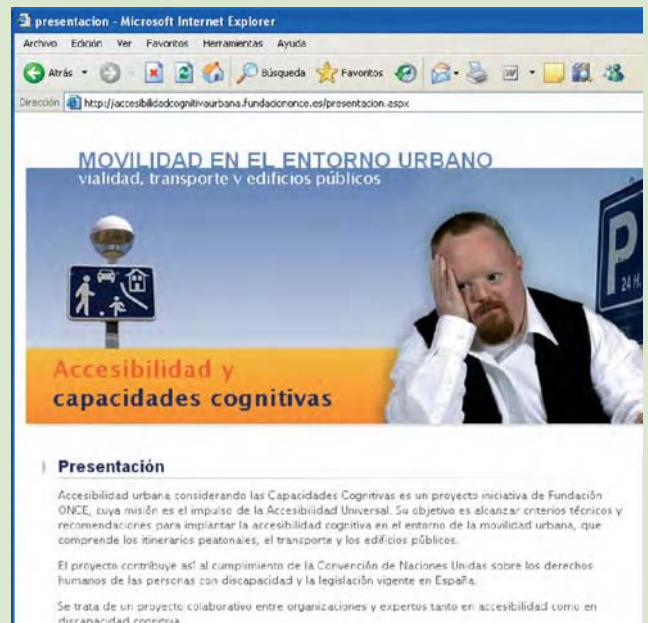 presentacion - Microsoft Internet Explorer
Archivo Edición Ver Favoritos Herramientas Ayuda
Atrás Búsqueda Favoritos
Dirección http://accesibilidadcognitivaurbana.fundaciononce.es/presentacion.aspx
MOVILIDAD EN EL ENTORNO URBANO
vialidad, transporte y edificios públicos
P
24 H.
Accesibilidad y
capacidades cognitivas
Presentación
Accesibilidad urbana considerando las Capacidades Cognitivas es un proyecto iniciativa de Fundación
ONCE, cuya misión es el impulso de la Accesibilidad Universal. Su objetivo es alcanzar criterios técnicos y
recomendaciones para implantar la accesibilidad cognitiva en el entorno de la movilidad urbana, que
comprende los itinerarios peatonales, el transporte y los edificios públicos.
El proyecto contribuye así al cumplimiento de la Convención de Naciones Unidas sobre los derechos
humanos de las personas con discapacidad y la legislación vigente en España.
Se trata de un proyecto colaborativo entre organizaciones y expertos tanto en accesibilidad como en
discapacidad cognitiva.